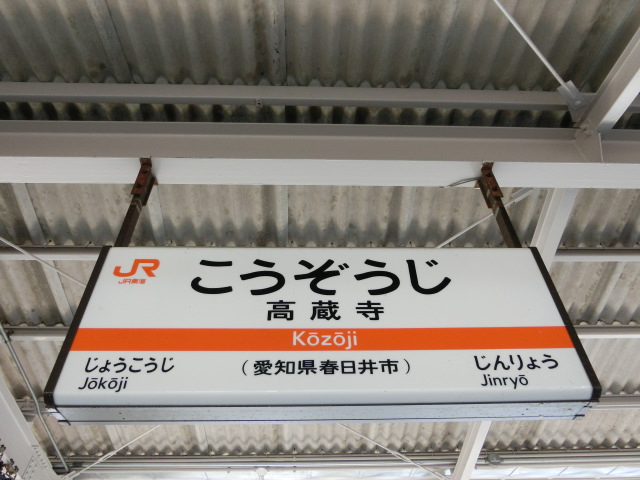 JR
JR東海
こうぞうじ
高蔵寺
Kōzōji
じょうこうじ
Jōkōji
(愛知県春日井市)
じんりょう
Jinryō